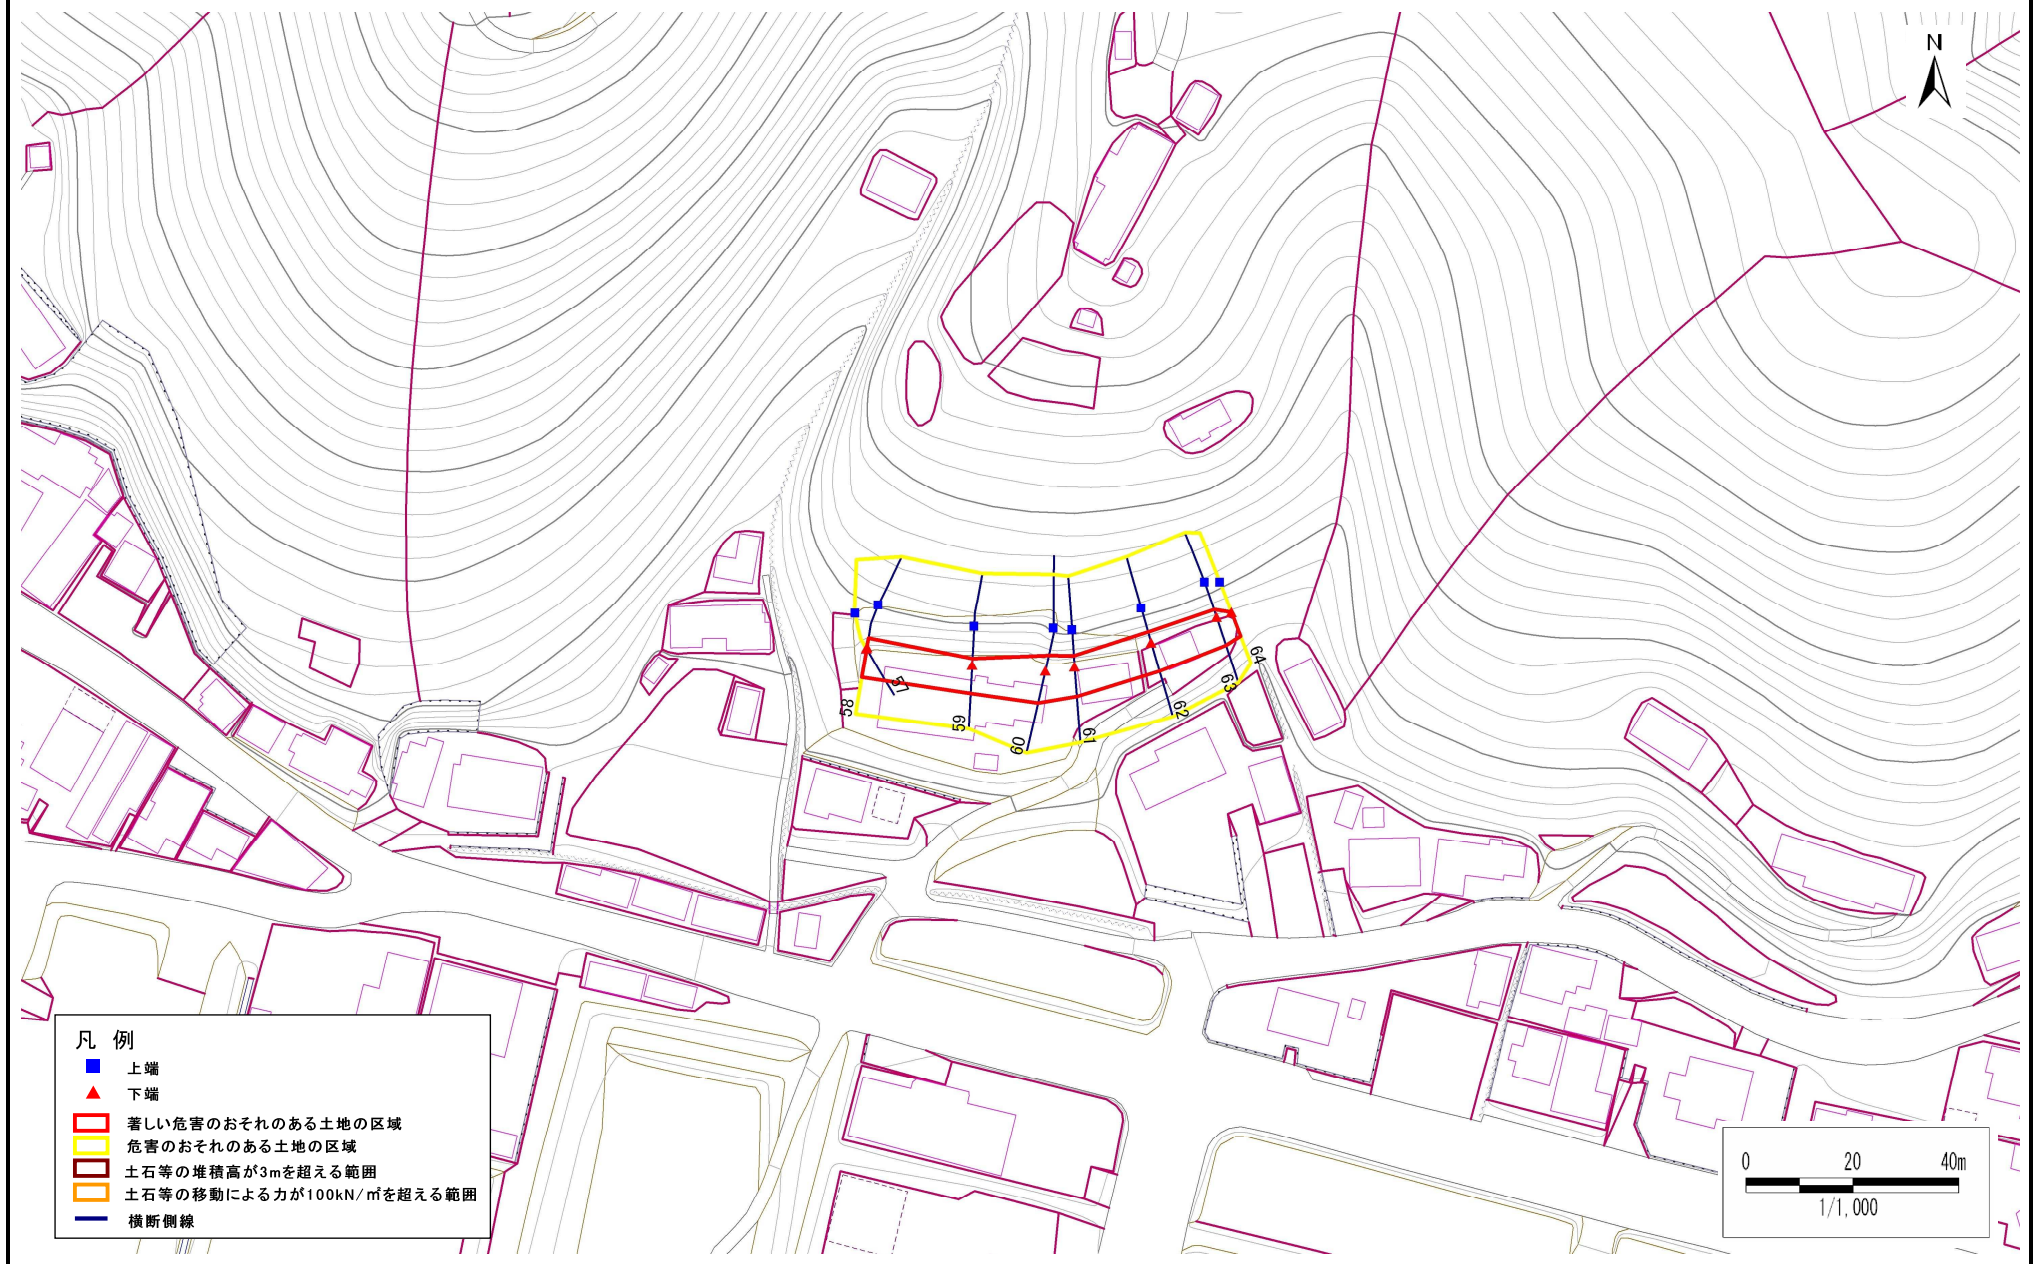 N
58
57
59
60
61
62
63
64
凡 例
上端
下端
著しい危害のおそれのある土地の区域
危害のおそれのある土地の区域
土石等の堆積高が3mを超える範囲
土石等の移動による力が100kN/㎡を超える範囲
横断側線
0 20 40m
1/1,000